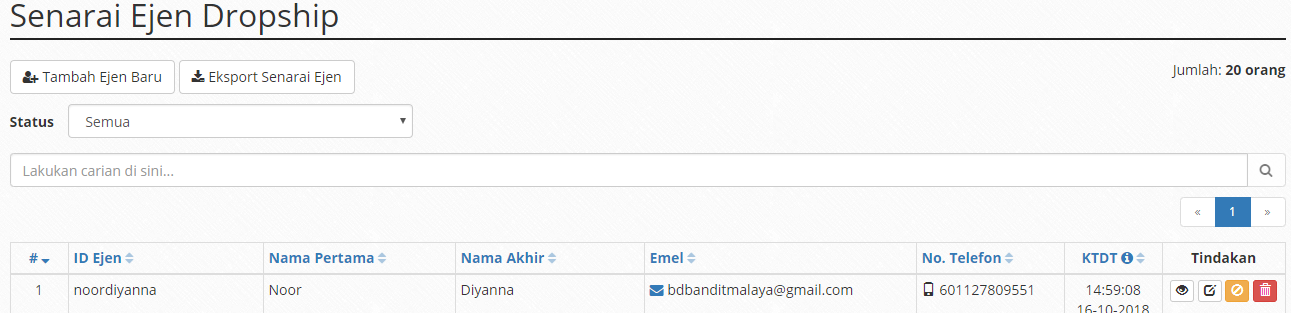 Senarai Ejen Dropship
Tambah Ejen Baru Eksport Senarai Ejen Jumlah: 20 orang
Status Semua
Lakukan carian di sini...
« 1 »
# ID Ejen Nama Pertama Nama Akhir Emel No. Telefon KTDT Tindakan
1 noordiyanna Noor Diyanna bdbanditmalaya@gmail.com 601127809551 14:59:08
16-10-2018